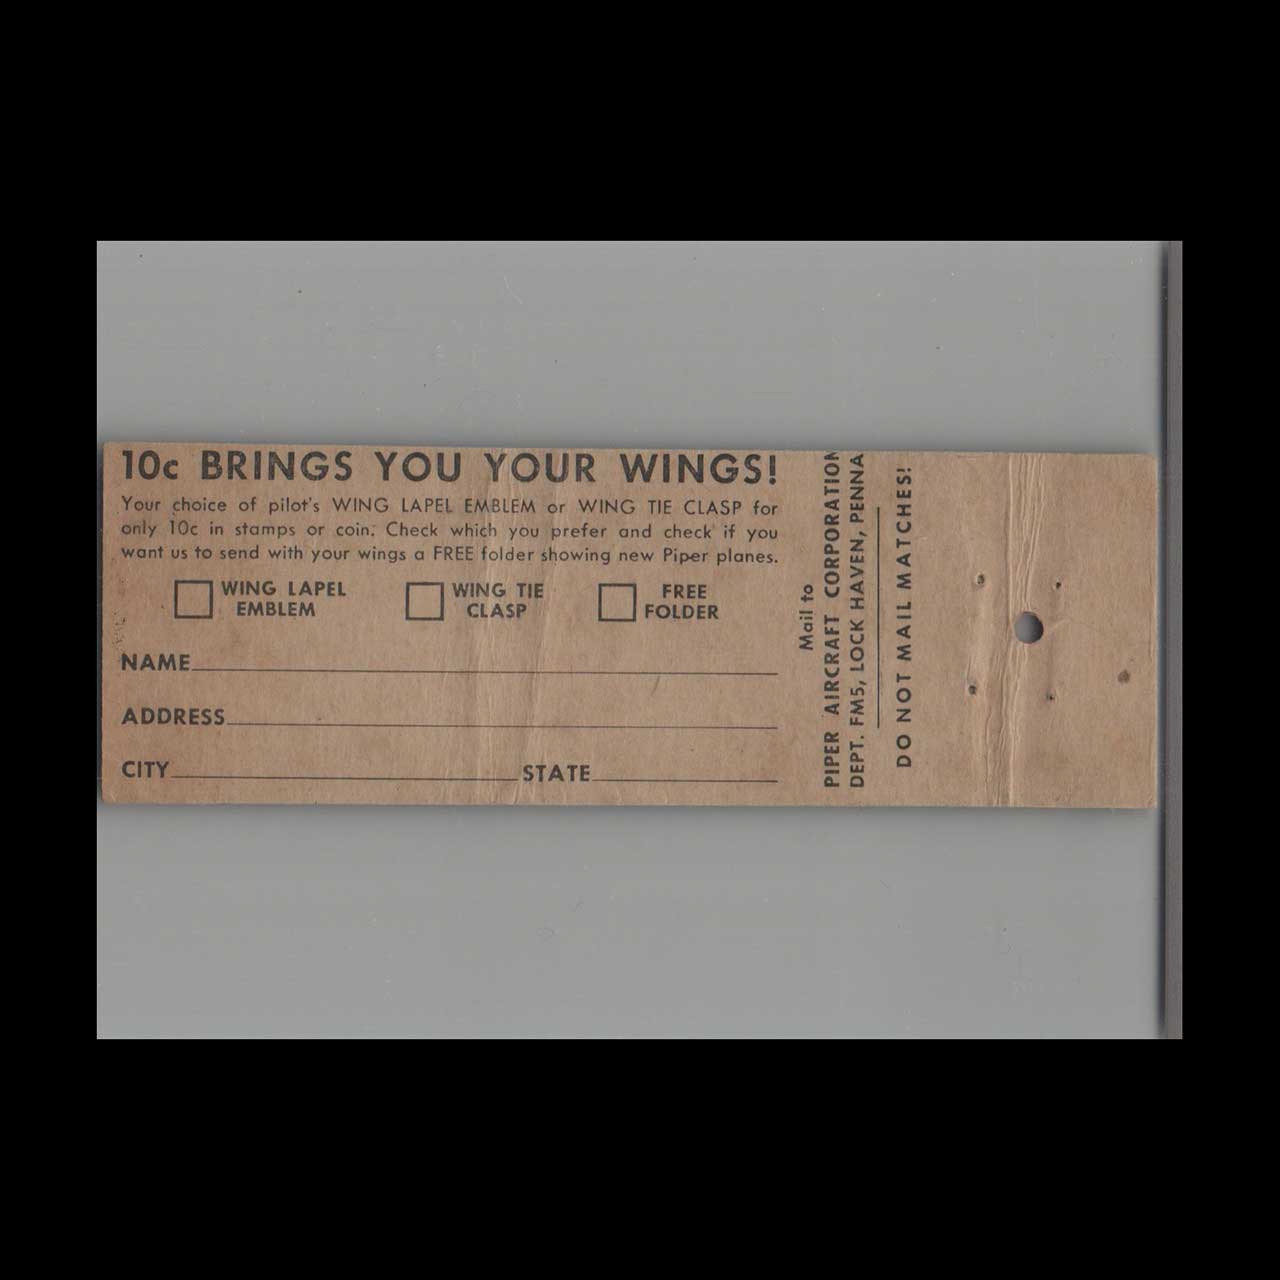 10c BRINGS YOU YOUR WINGS!
Your choice of pilot's WING LAPEL EMBLEM or WING TIE CLASP for
only 10c in stamps or coin. Check which you prefer and check if you
want us to send with your wings a FREE folder showing new Piper planes.
WING LAPEL
EMBLEM
WING TIE
CLASP
FREE
FOLDER
NAME
ADDRESS
CITY STATE
Mail to
PIPER AIRCRAFT CORPORATION
DEPT. FM5, LOCK HAVEN, PENNA
DO NOT MAIL MATCHES!